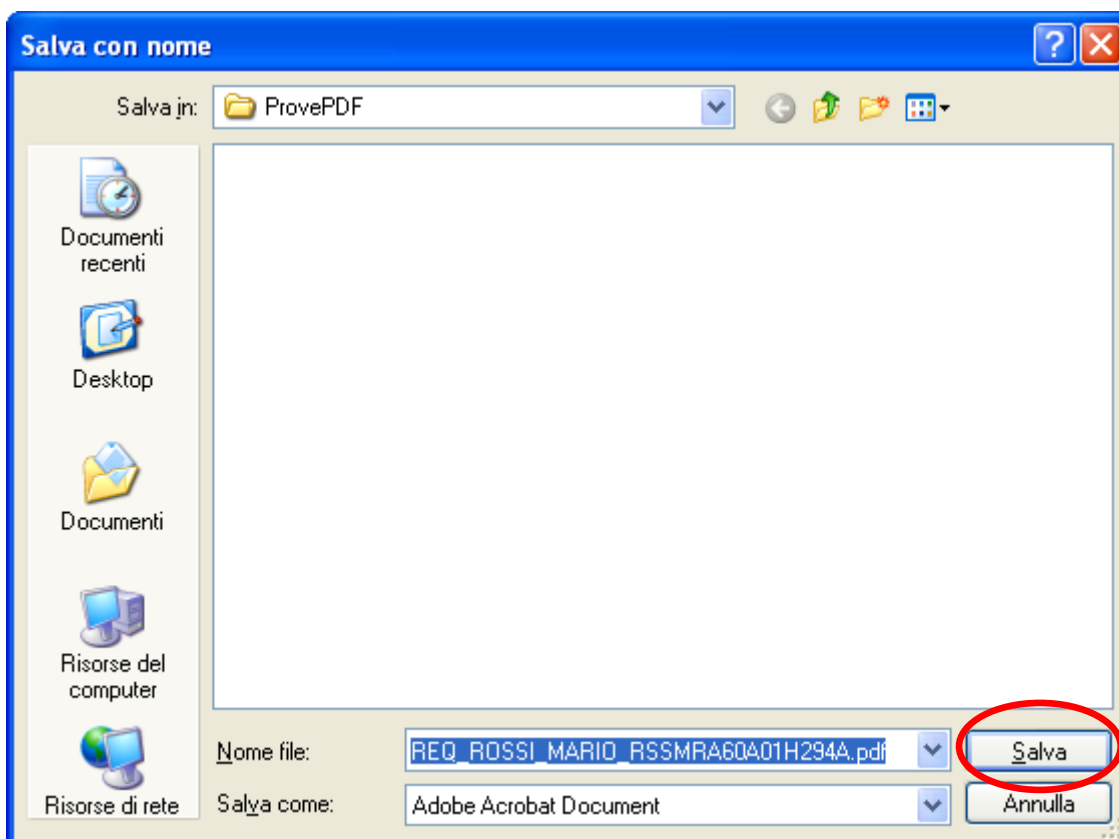 Salva con nome
Salva in: ProvePDF
Documenti
recenti
Desktop
Documenti
Risorse del
computer
Risorse di rete
Nome file: REQ_ROSSI_MARIO_RSSMRA60A01H294A.pdf Salva
Salva come: Adobe Acrobat Document Annulla